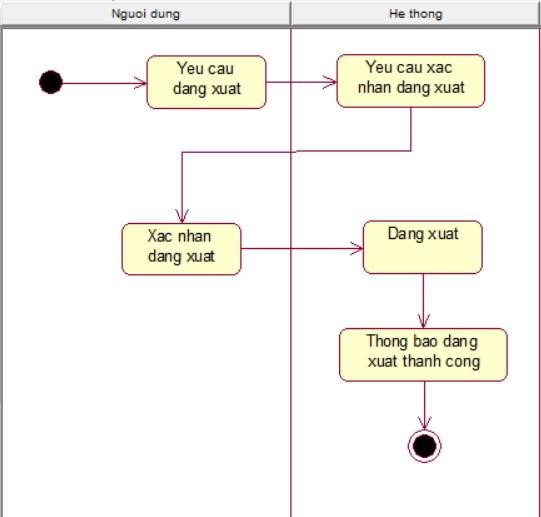 Nguoi dung
He thong
Yeu cau
dang xuat
Yeu cau xac
nhan dang xuat
Xac nhan
dang xuat
Dang xuat
Thong bao dang
xuat thanh cong